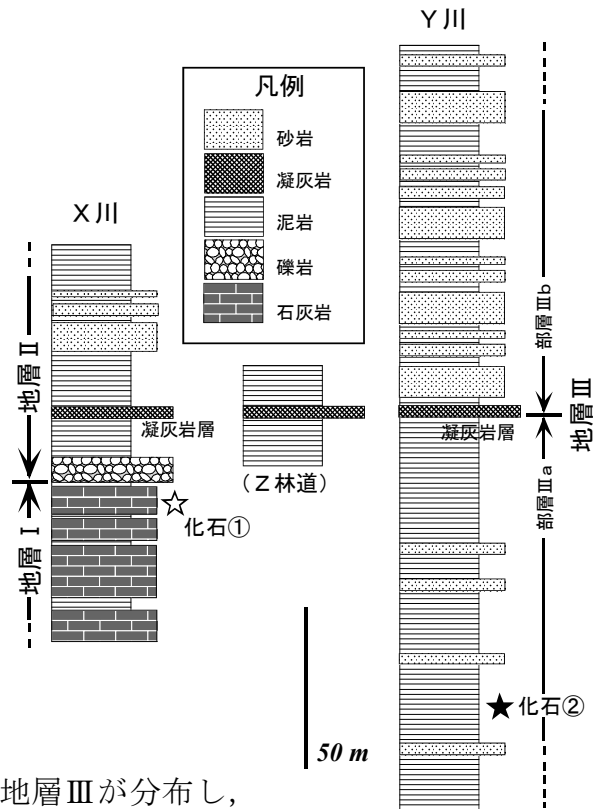 Y川
凡例
砂岩
凝灰岩
泥岩
礫岩
石灰岩
X川
地層Ⅱ
地層Ⅰ
凝灰岩層
化石①
(Z林道)
凝灰岩層
部層Ⅲb
地層Ⅲ
部層Ⅲa
化石②
50 m
地層Ⅲが分布し,